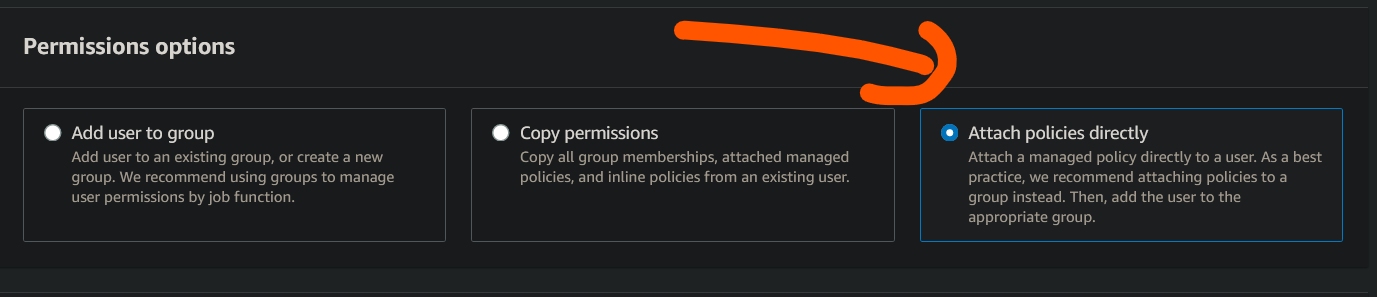 Permissions options
Add user to group
Add user to an existing group, or create a new
group. We recommend using groups to manage
user permissions by job function.
Copy permissions
Copy all group memberships, attached managed
policies, and inline policies from an existing user.
Attach policies directly
Attach a managed policy directly to a user. As a best
practice, we recommend attaching policies to a
group instead. Then, add the user to the
appropriate group.